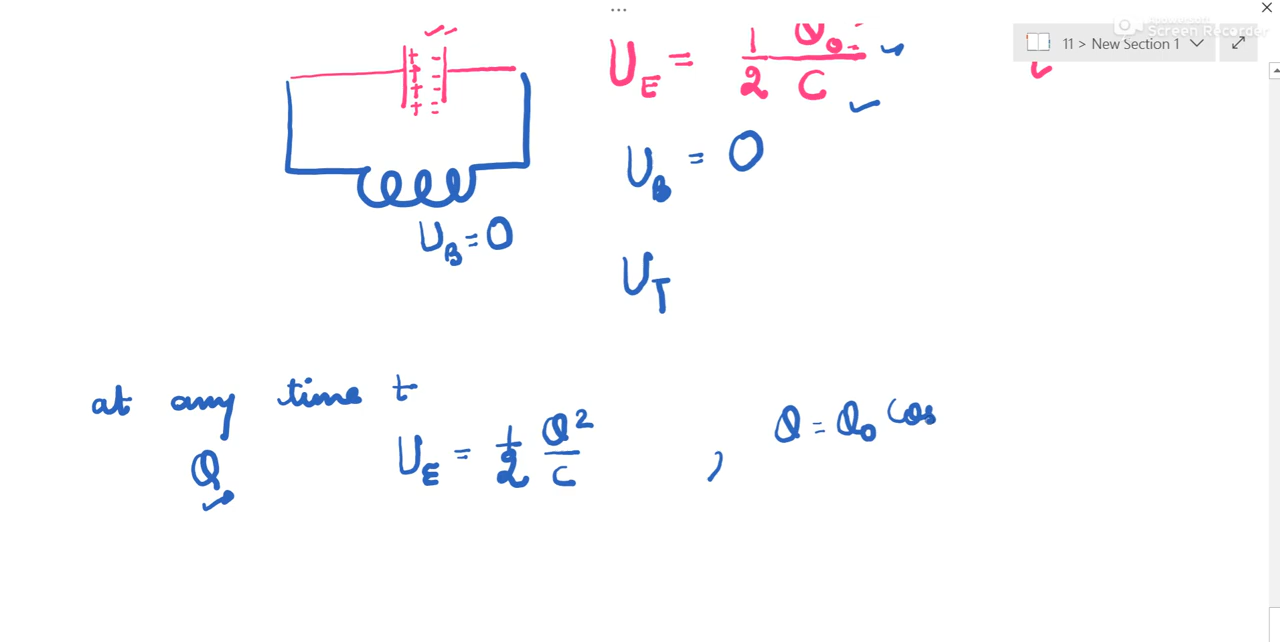 ...
11 > New Section 1
Screen Recorder
+ -
+ -
+ -
+ =
U_E = 1/2 Q_0²/C
U_B = 0
U_B = 0
U_T
at any time t
Q
U_E = 1/2 Q²/C , Q = Q_0 Cos